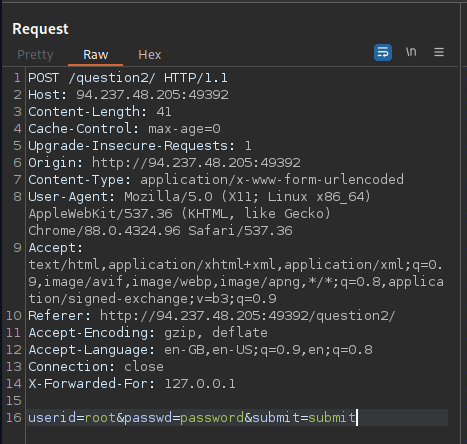 Request
Pretty Raw Hex \n
1 POST /question2/ HTTP/1.1
2 Host: 94.237.48.205:49392
3 Content-Length: 41
4 Cache-Control: max-age=0
5 Upgrade-Insecure-Requests: 1
6 Origin: http://94.237.48.205:49392
7 Content-Type: application/x-www-form-urlencoded
8 User-Agent: Mozilla/5.0 (X11; Linux x86_64)
AppleWebKit/537.36 (KHTML, like Gecko)
Chrome/88.0.4324.96 Safari/537.36
9 Accept:
text/html,application/xhtml+xml,application/xml;q=0.
9,image/avif,image/webp,image/apng,*/*;q=0.8,applica
tion/signed-exchange;v=b3;q=0.9
10 Referer: http://94.237.48.205:49392/question2/
11 Accept-Encoding: gzip, deflate
12 Accept-Language: en-GB,en-US;q=0.9,en;q=0.8
13 Connection: close
14 X-Forwarded-For: 127.0.0.1
15
16 userid=root&passwd=password&submit=submit